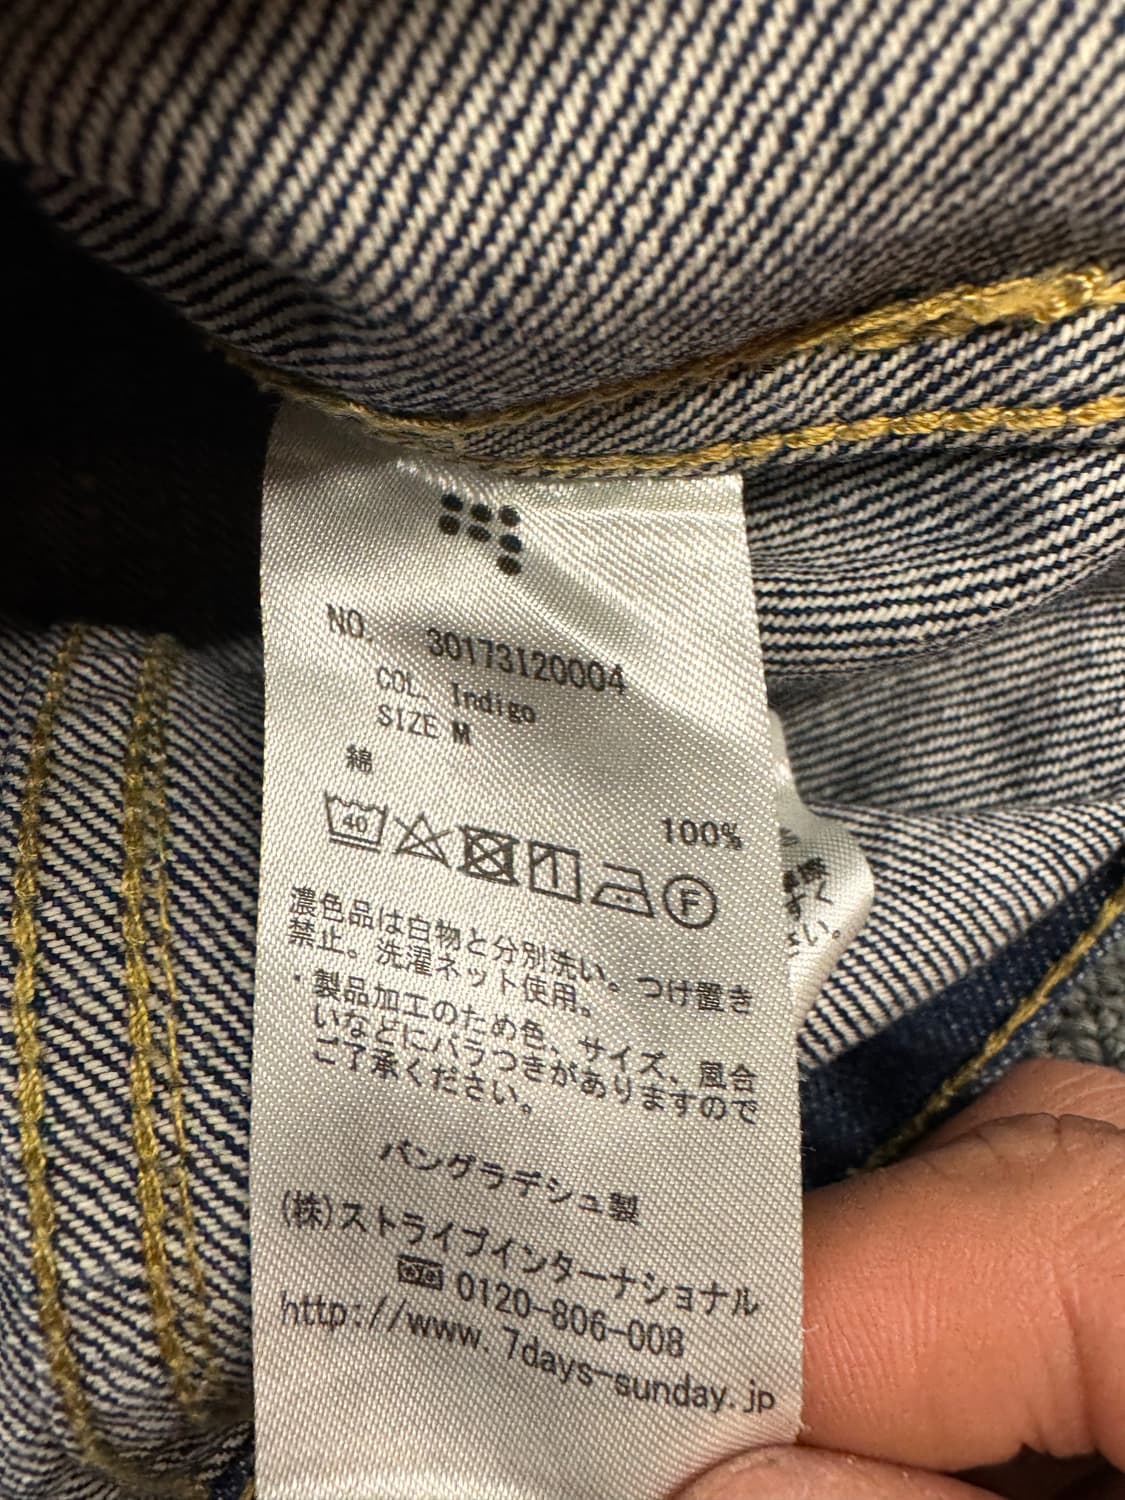 NO. 30173120004
COL. Indigo
SIZE M
綿
100%
40
F
濃色品は白物と分別洗い。つけ置き
禁止。洗濯ネット使用。
・製品加工のため色、サイズ、風合
いなどにバラつきがありますので
ご了承ください。
バングラデシュ製
(株)ストライプインターナショナル
0120-806-008
http://www.7days-sunday.jp
く
い。